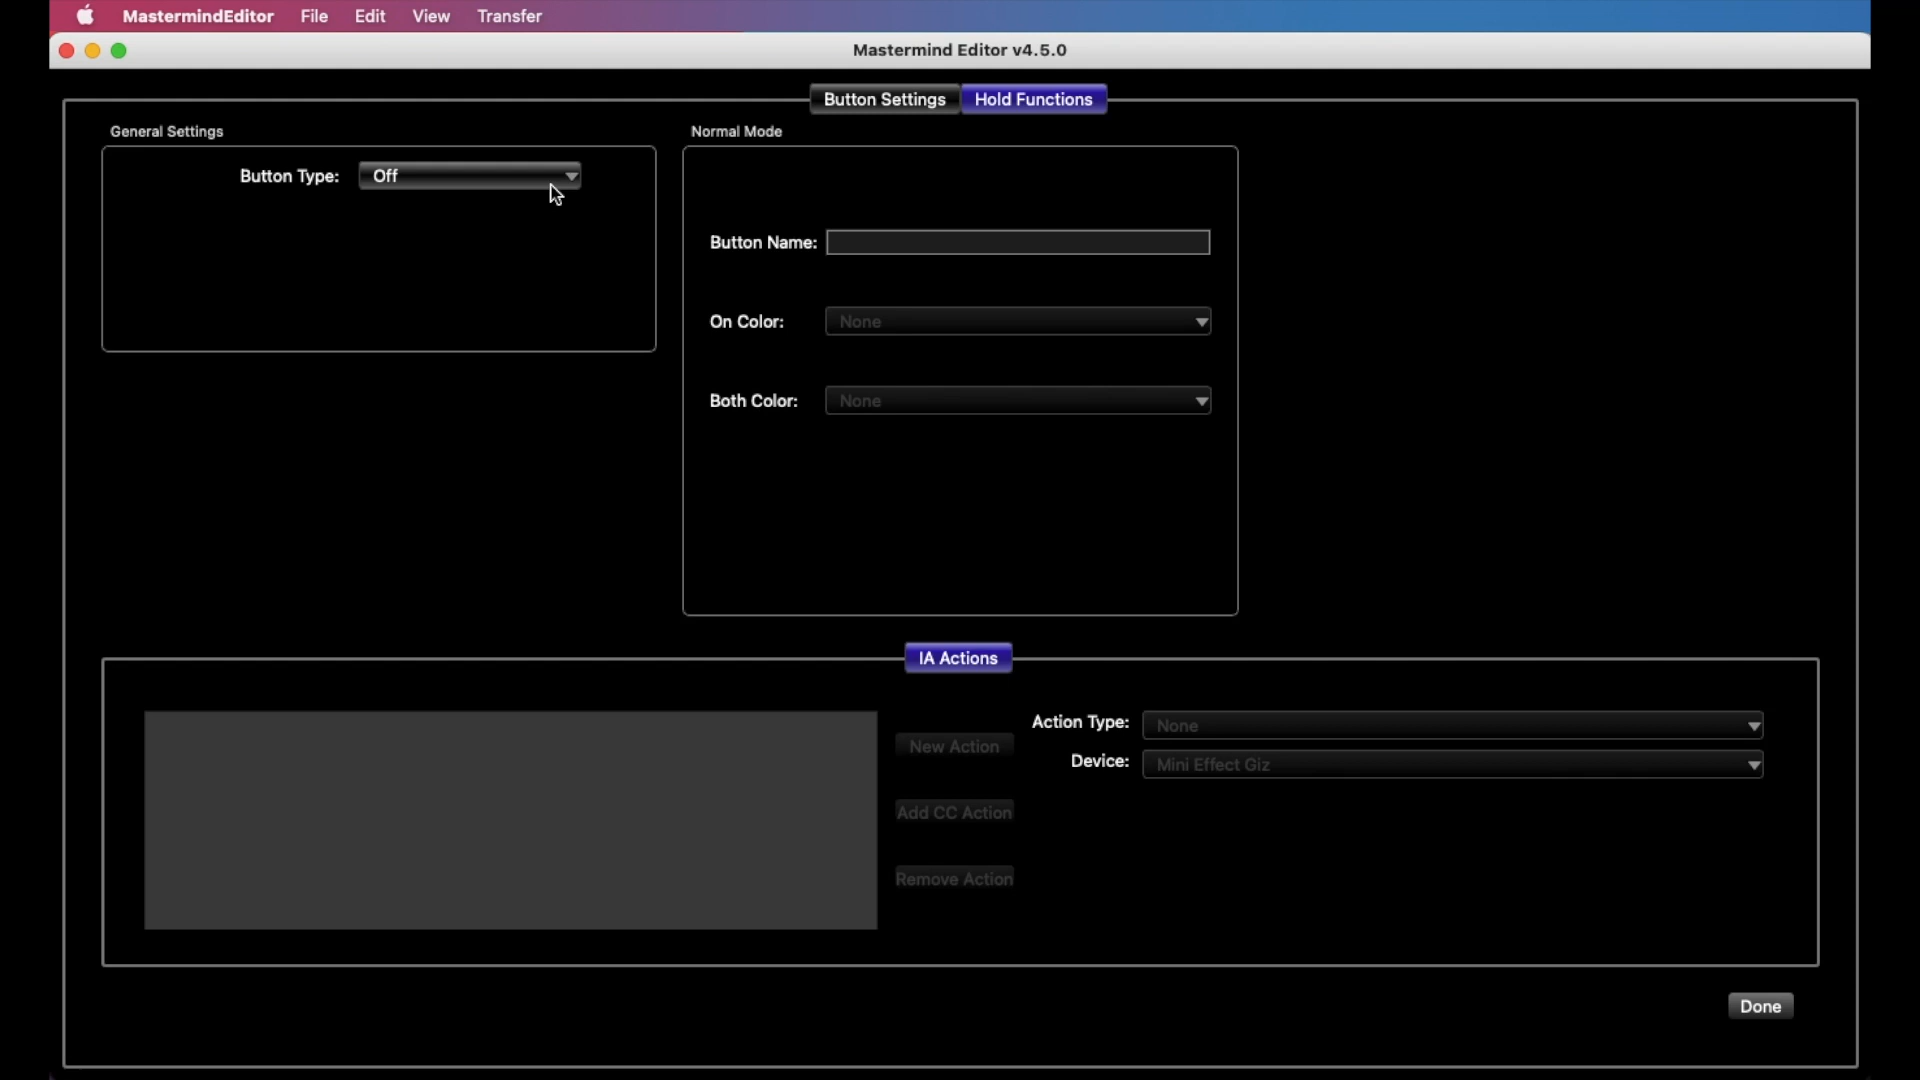 MastermindEditor File Edit View Transfer
Mastermind Editor v4.5.0
Button Settings Hold Functions
General Settings
Button Type: Off
Normal Mode
Button Name:
On Color: None
Both Color: None
IA Actions
New Action
Add CC Action
Remove Action
Action Type: None
Device: Mini Effect Giz
Done